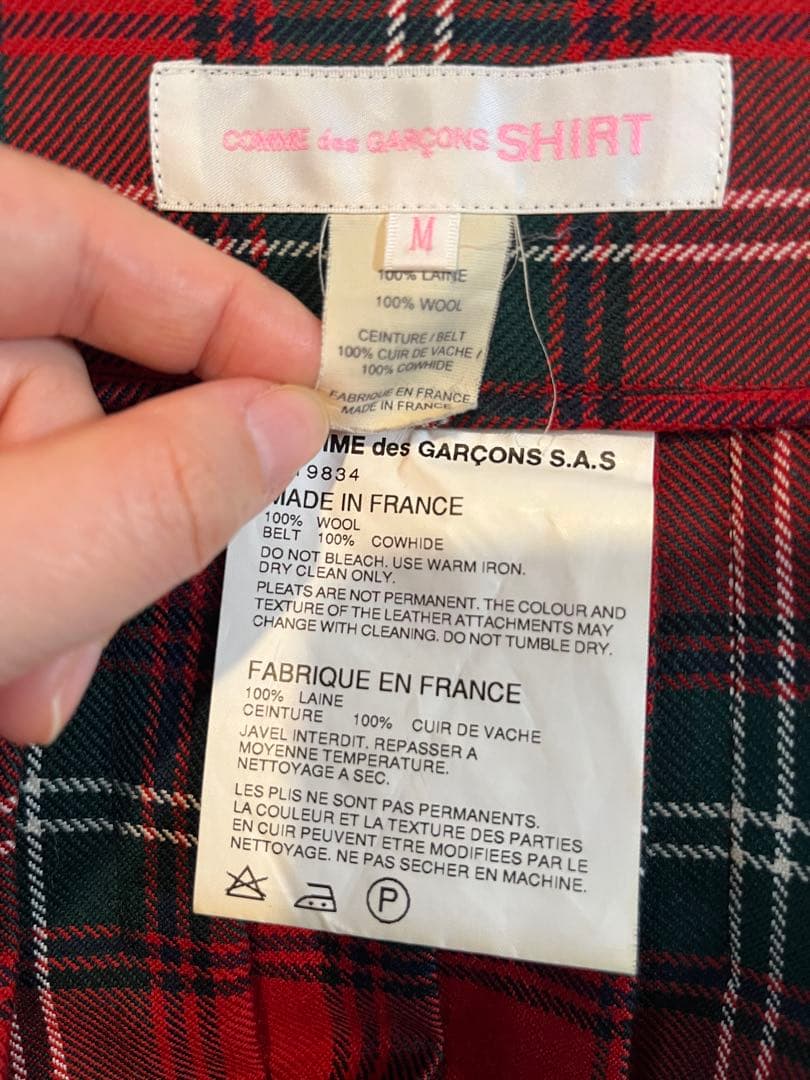 COMME des GARÇONS SHIRT
M
100% LAINE
100% WOOL
CEINTURE / BELT
100% CUIR DE VACHE /
100% COWHIDE
FABRIQUE EN FRANCE
MADE IN FRANCE
des GARÇONS S.A.S
9834
MADE IN FRANCE
100% WOOL
BELT 100% COWHIDE
DO NOT BLEACH. USE WARM IRON.
DRY CLEAN ONLY.
PLEATS ARE NOT PERMANENT. THE COLOUR AND
TEXTURE OF THE LEATHER ATTACHMENTS MAY
CHANGE WITH CLEANING. DO NOT TUMBLE DRY.
FABRIQUE EN FRANCE
100% LAINE
CEINTURE 100% CUIR DE VACHE
JAVEL INTERDIT. REPASSER A
MOYENNE TEMPERATURE.
NETTOYAGE A SEC.
LES PLIS NE SONT PAS PERMANENTS.
LA COULEUR ET LA TEXTURE DES PARTIES
EN CUIR PEUVENT ETRE MODIFIEES PAR LE
NETTOYAGE. NE PAS SECHER EN MACHINE.
P